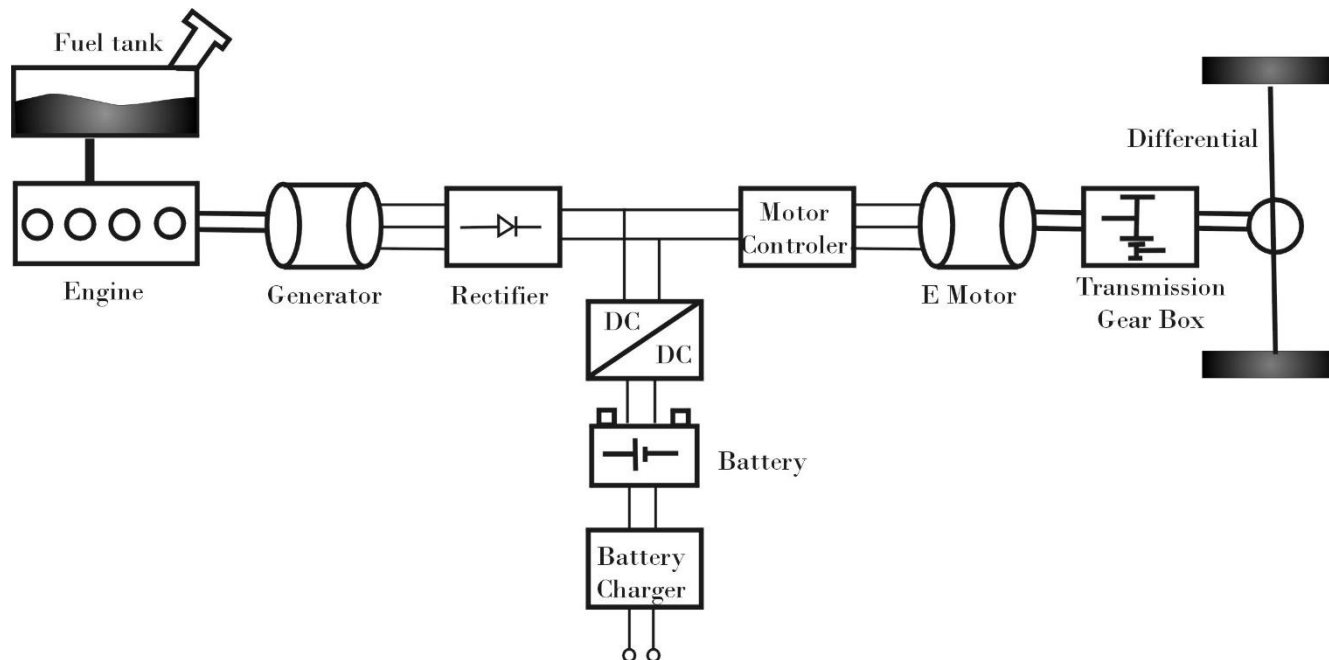 Fuel tank
Differential
Motor
Controler
Engine
Generator
Rectifier
E Motor
Transmission
Gear Box
DC
DC
Battery
Battery
Charger